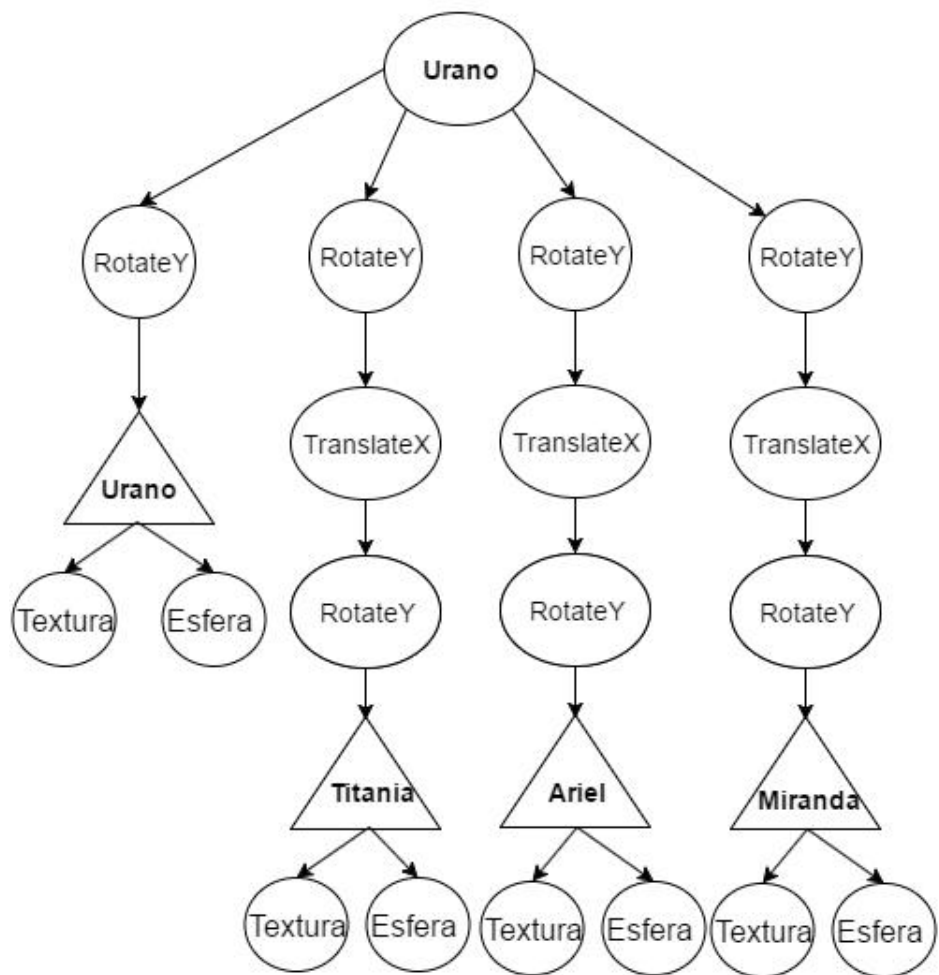 Urano
RotateY
RotateY
RotateY
RotateY
TranslateX
TranslateX
TranslateX
Urano
Textura
Esfera
RotateY
RotateY
RotateY
Titania
Ariel
Miranda
Textura
Esfera
Textura
Esfera
Textura
Esfera